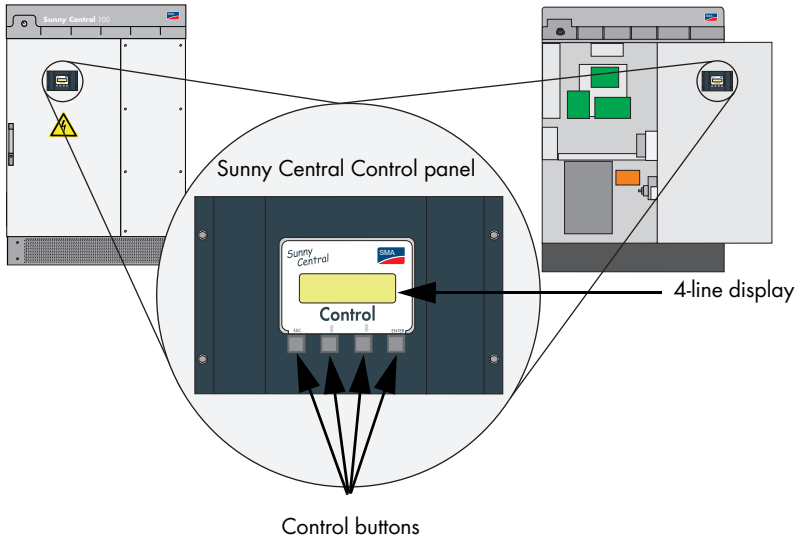 Sunny Central 100
SMA
Sunny Central Control panel
Sunny
Central
SMA
4-line display
Control
ESC
ENTER
Control buttons